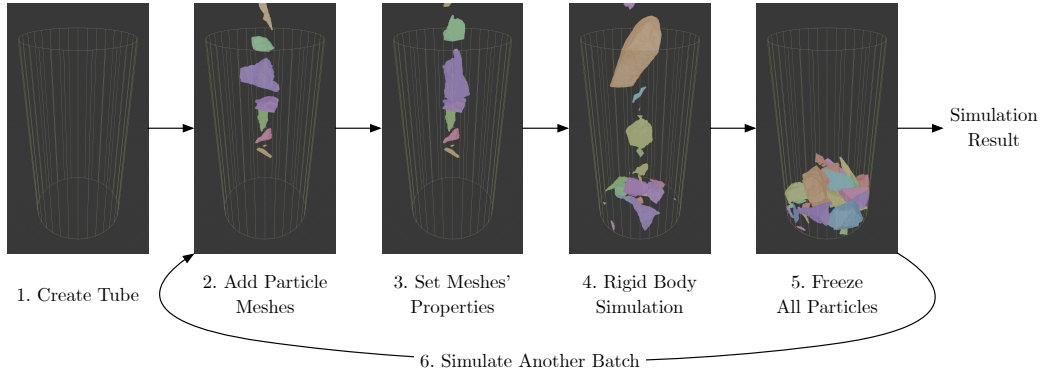 Simulation
Result
1. Create Tube
2. Add Particle
Meshes
3. Set Meshes'
Properties
4. Rigid Body
Simulation
5. Freeze
All Particles
6. Simulate Another Batch